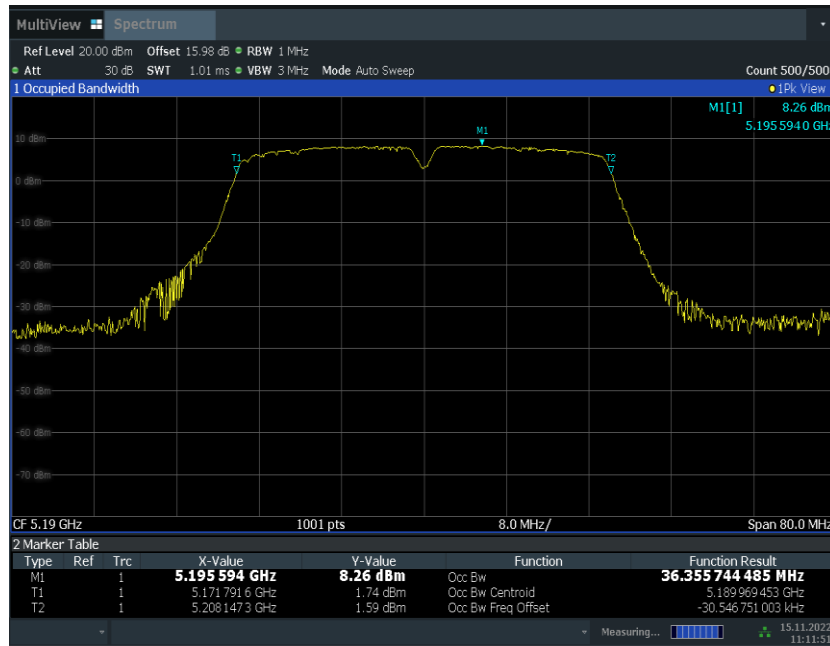 MultiView Spectrum
Ref Level 20.00 dBm Offset 15.98 dB RBW 1 MHz
Att 30 dB SWT 1.01 ms VBW 3 MHz Mode Auto Sweep Count 500/500
1 Occupied Bandwidth 1Pk View
M1[1] 8.26 dBm
5.1955940 GHz
10 dBm
M1
T1
T2
0 dBm
-10 dBm
-20 dBm
-30 dBm
-40 dBm
-50 dBm
-60 dBm
-70 dBm
CF 5.19 GHz 1001 pts 8.0 MHz/ Span 80.0 MHz
2 Marker Table
Type Ref Trc X-Value Y-Value Function Function Result
M1 1 5.195 594 GHz 8.26 dBm Occ Bw 36.355 744 485 MHz
T1 1 5.171 791 6 GHz 1.74 dBm Occ Bw Centroid 5.189 969 453 GHz
T2 1 5.208 147 3 GHz 1.59 dBm Occ Bw Freq Offset -30.546 751 003 kHz
Measuring... 15.11.2022
11:11:51